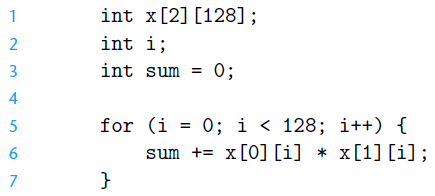 1 int x[2][128];
2 int i;
3 int sum = 0;
4
5 for (i = 0; i < 128; i++) {
6 sum += x[0][i] * x[1][i];
7 }